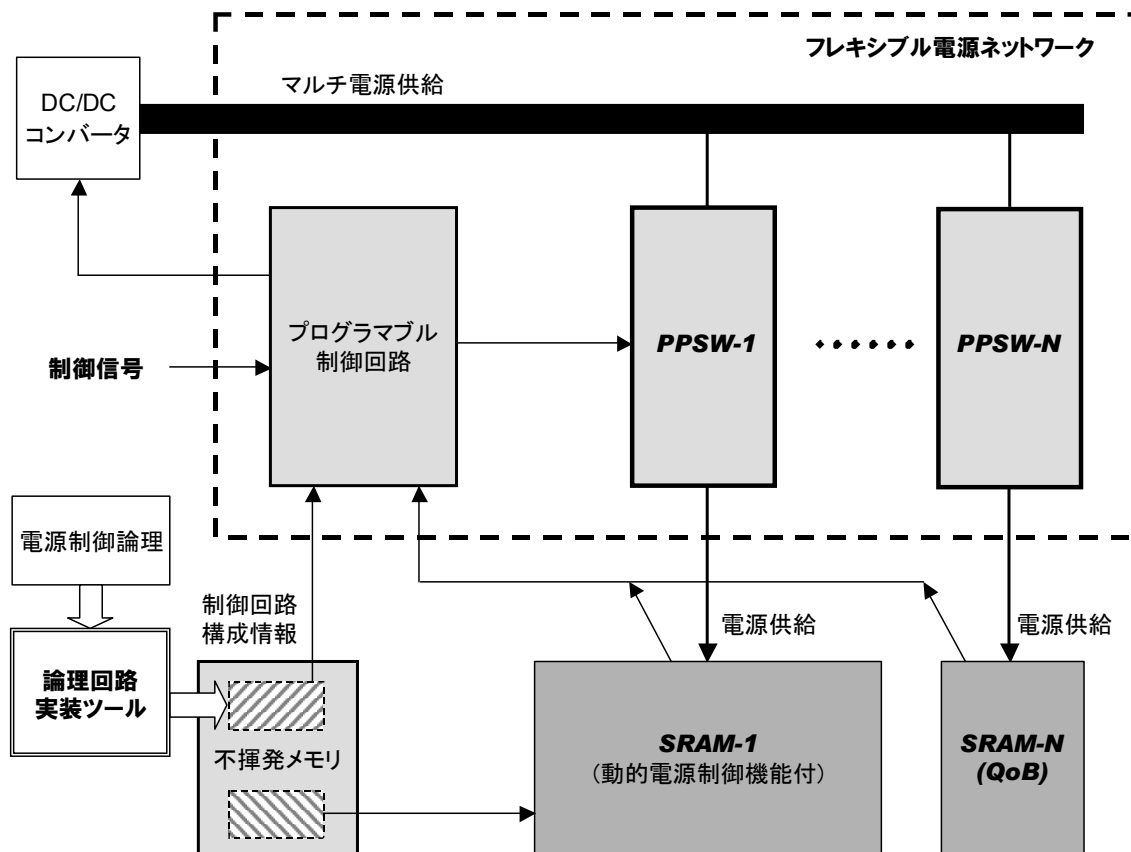 フレキシブル電源ネットワーク
マルチ電源供給
DC/DC
コンバータ
プログラマブル
制御回路
PPSW-1
PPSW-N
制御信号
電源制御論理
制御回路
構成情報
電源供給
電源供給
論理回路
実装ツール
不揮発メモリ
SRAM-1
（動的電源制御機能付）
SRAM-N
(QoB)